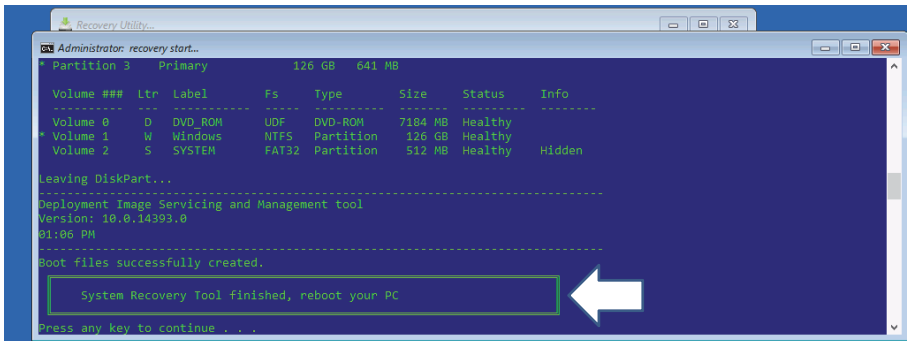 Recovery Utility...
Administrator: recovery start...
* Partition 3    Primary            126 GB   641 MB
Volume ###  Ltr  Label        Fs     Type        Size     Status     Info
----------  ---  -----------  -----  ----------  -------  ---------  --------
Volume 0     D   DVD_ROM      UDF    DVD-ROM     7184 MB  Healthy
* Volume 1     W   Windows      NTFS   Partition    126 GB  Healthy
Volume 2     S   SYSTEM       FAT32  Partition    512 MB  Healthy    Hidden
Leaving DiskPart...
--------------------------------------------------------------------------------
Deployment Image Servicing and Management tool
Version: 10.0.14393.0
01:06 PM
--------------------------------------------------------------------------------
Boot files successfully created.
System Recovery Tool finished, reboot your PC
Press any key to continue . . .